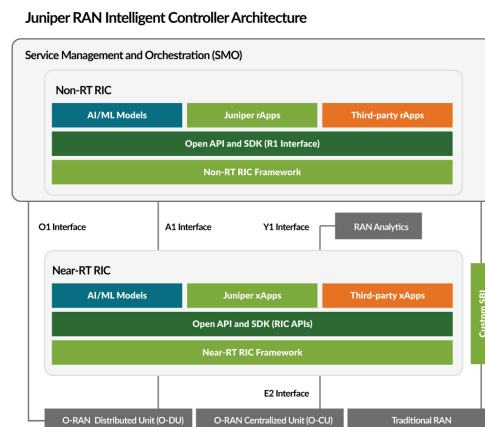 Juniper RAN Intelligent Controller Architecture
Service Management and Orchestration (SMO)
Non-RT RIC
AI/ML Models
Juniper rApps
Third-party rApps
Open API and SDK (R1 Interface)
Non-RT RIC Framework
O1 Interface
A1 Interface
Y1 Interface
RAN Analytics
Near-RT RIC
AI/ML Models
Juniper xApps
Third-party xApps
Open API and SDK (RIC APIs)
Near-RT RIC Framework
Custom SBI
E2 Interface
O-RAN Distributed Unit (O-DU)
O-RAN Centralized Unit (O-CU)
Traditional RAN